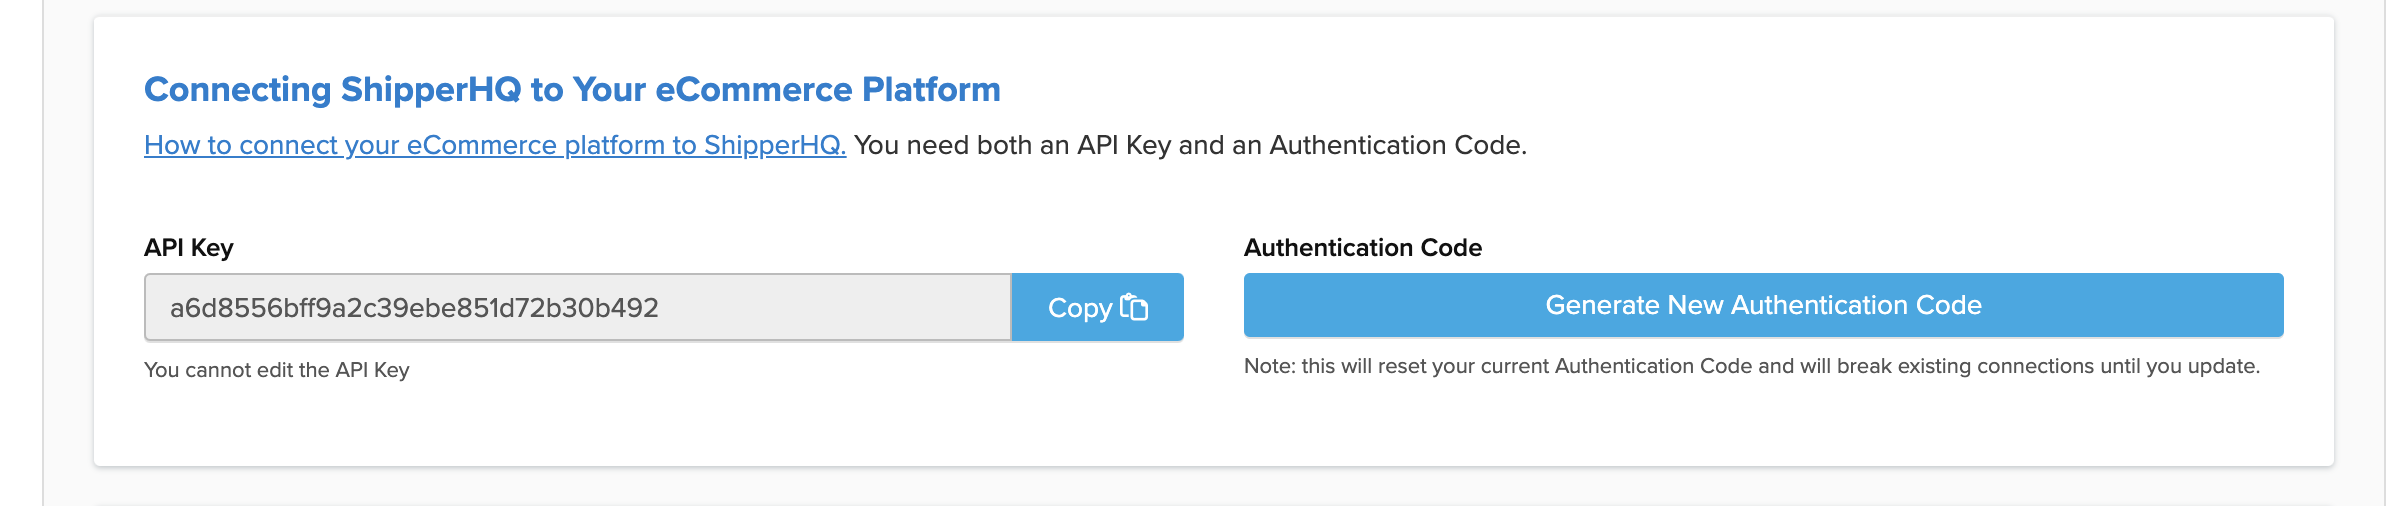 Connecting ShipperHQ to Your eCommerce Platform
How to connect your eCommerce platform to ShipperHQ. You need both an API Key and an Authentication Code.
API Key
a6d8556bff9a2c39ebe851d72b30b492
Copy
You cannot edit the API Key
Authentication Code
Generate New Authentication Code
Note: this will reset your current Authentication Code and will break existing connections until you update.